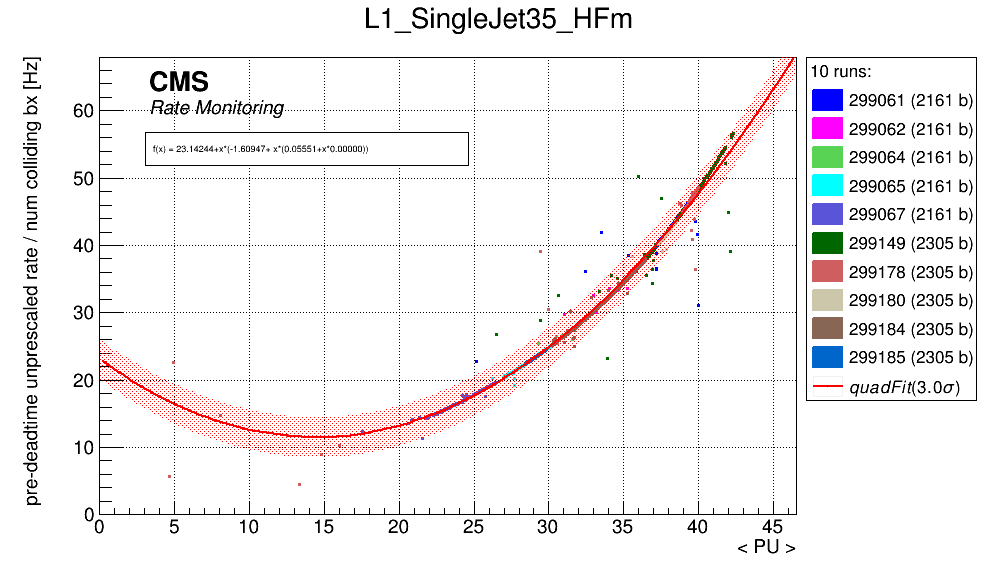 L1_SingleJet35_HFm
pre-deadtime unprescaled rate / num colliding bx [Hz]
CMS
Rate Monitoring
f(x) = 23.14244+x*(-1.60947+ x*(0.05551+x*0.00000))
60
50
40
30
20
10
0
0 5 10 15 20 25 30 35 40 45
< PU >
10 runs:
299061 (2161 b)
299062 (2161 b)
299064 (2161 b)
299065 (2161 b)
299067 (2161 b)
299149 (2305 b)
299178 (2305 b)
299180 (2305 b)
299184 (2305 b)
299185 (2305 b)
quadFit(3.0σ)